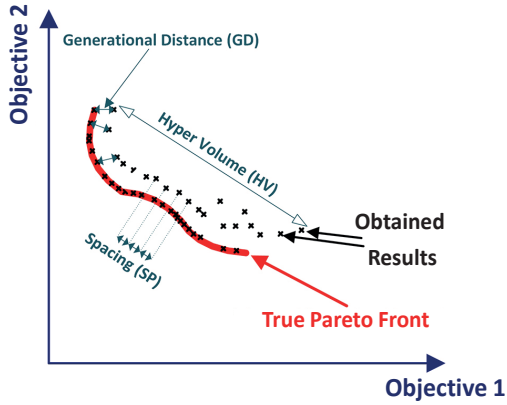 Objective 2
Generational Distance (GD)
Hyper Volume (HV)
Obtained
Results
Spacing (SP)
True Pareto Front
Objective 1